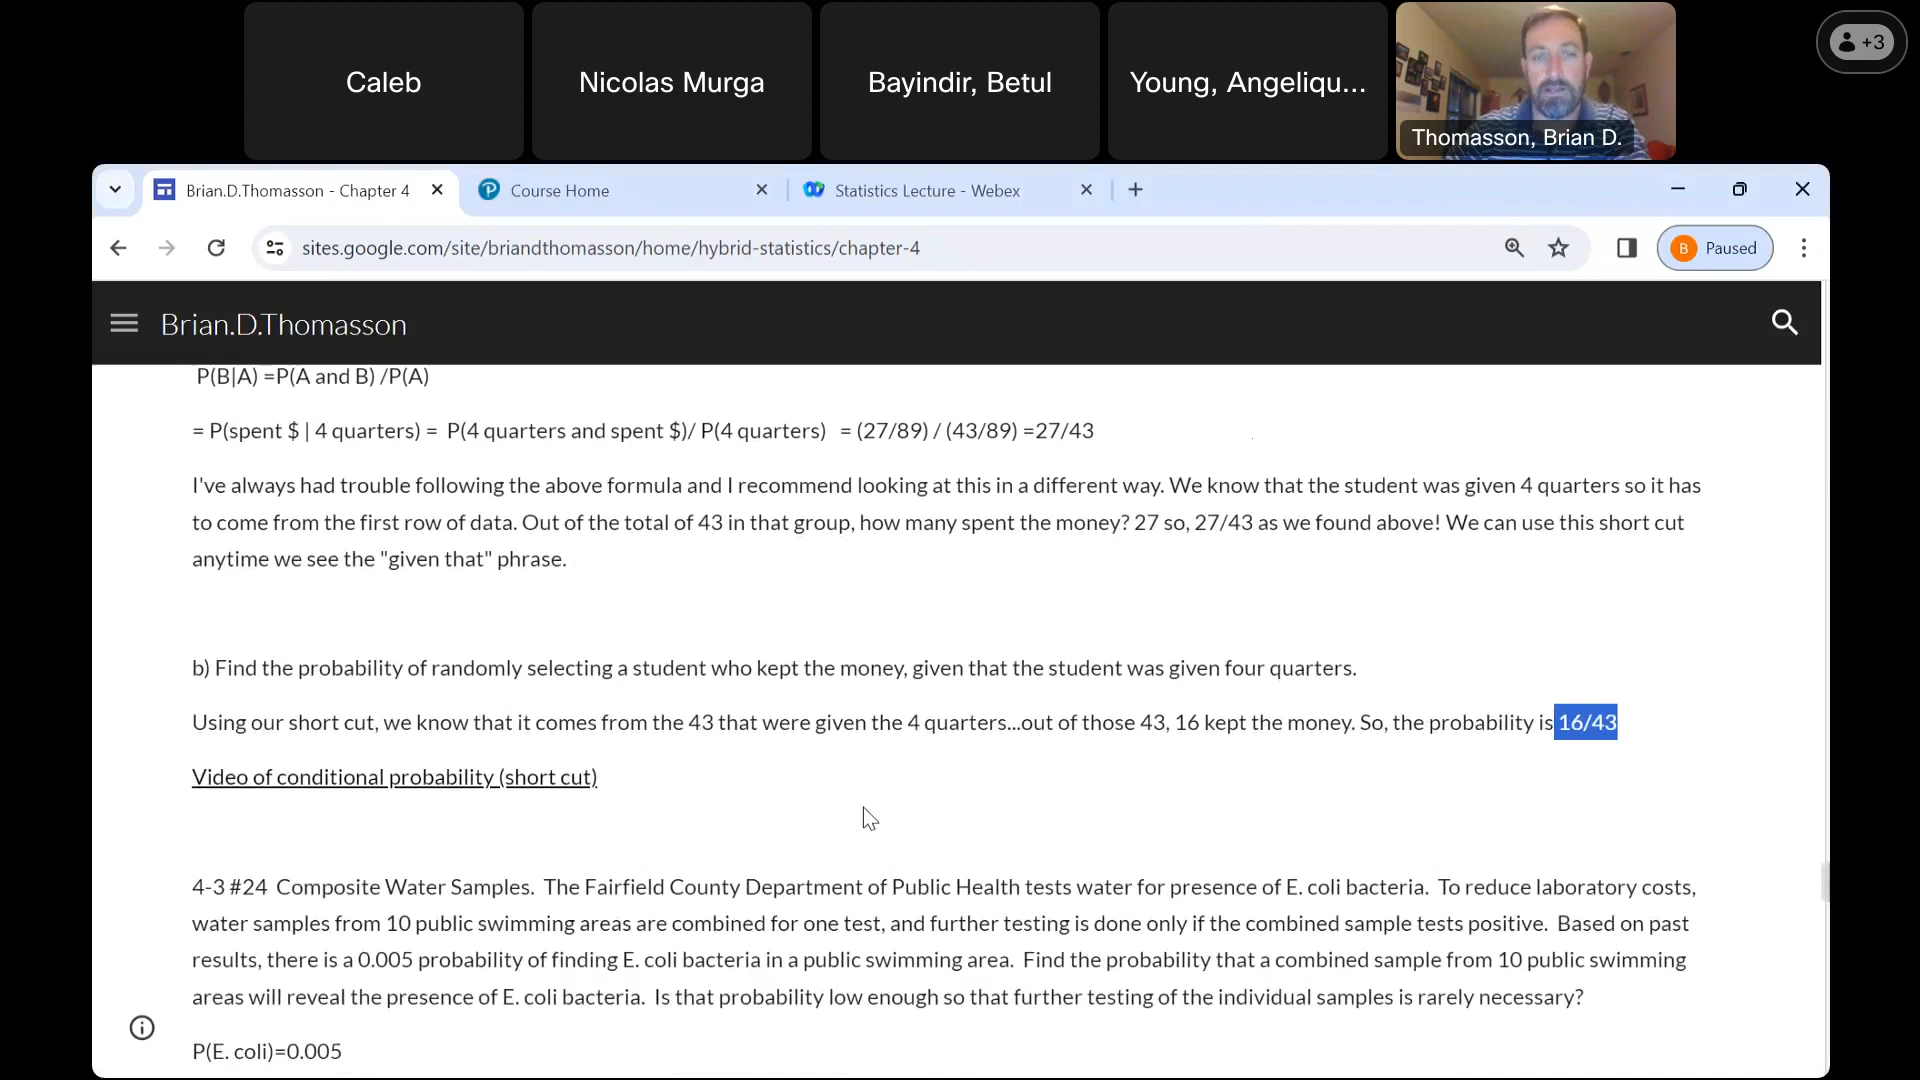 Caleb
Nicolas Murga
Bayindir, Betul
Young, Angeliqu...
Thomasson, Brian D.
+3
Brian.D.Thomasson - Chapter 4
Course Home
Statistics Lecture - Webex
sites.google.com/site/briandthomasson/home/hybrid-statistics/chapter-4
B
Paused
Brian.D.Thomasson
P(B|A) =P(A and B) /P(A)
= P(spent $ | 4 quarters) = P(4 quarters and spent $)/ P(4 quarters) = (27/89) / (43/89) =27/43
I've always had trouble following the above formula and I recommend looking at this in a different way. We know that the student was given 4 quarters so it has
to come from the first row of data. Out of the total of 43 in that group, how many spent the money? 27 so, 27/43 as we found above! We can use this short cut
anytime we see the "given that" phrase.
b) Find the probability of randomly selecting a student who kept the money, given that the student was given four quarters.
Using our short cut, we know that it comes from the 43 that were given the 4 quarters...out of those 43, 16 kept the money. So, the probability is 16/43
Video of conditional probability (short cut)
4-3 #24 Composite Water Samples. The Fairfield County Department of Public Health tests water for presence of E. coli bacteria. To reduce laboratory costs,
water samples from 10 public swimming areas are combined for one test, and further testing is done only if the combined sample tests positive. Based on past
results, there is a 0.005 probability of finding E. coli bacteria in a public swimming area. Find the probability that a combined sample from 10 public swimming
areas will reveal the presence of E. coli bacteria. Is that probability low enough so that further testing of the individual samples is rarely necessary?
P(E. coli)=0.005